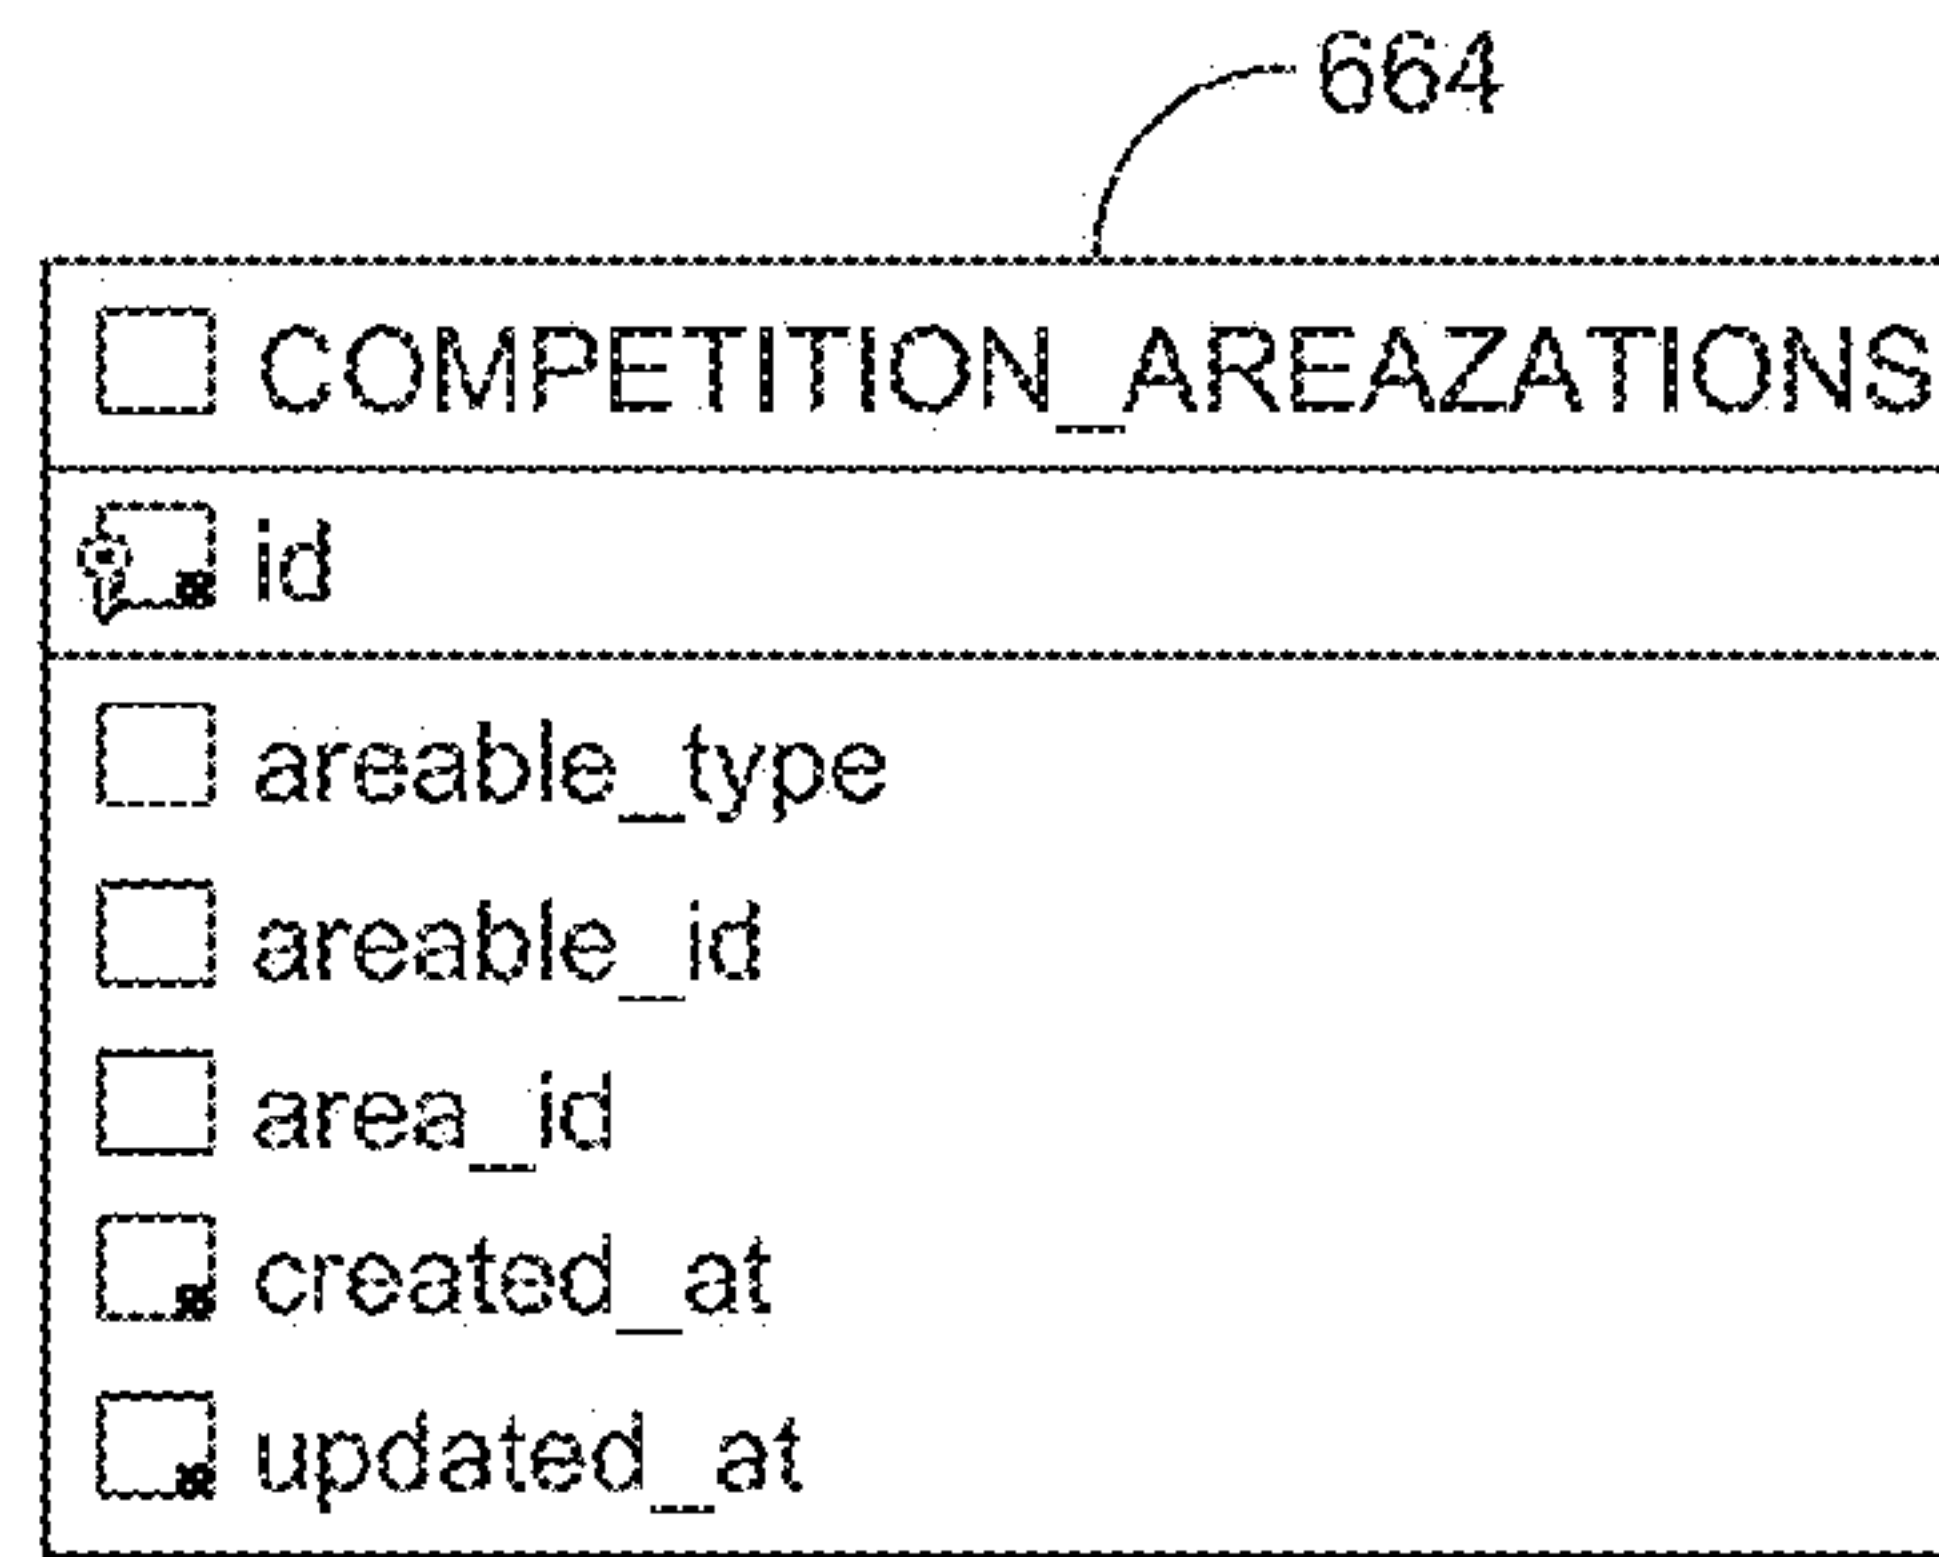 664
COMPETITION_AREAZATIONS
id
areable_type
areable_id
area_id
created_at
updated_at